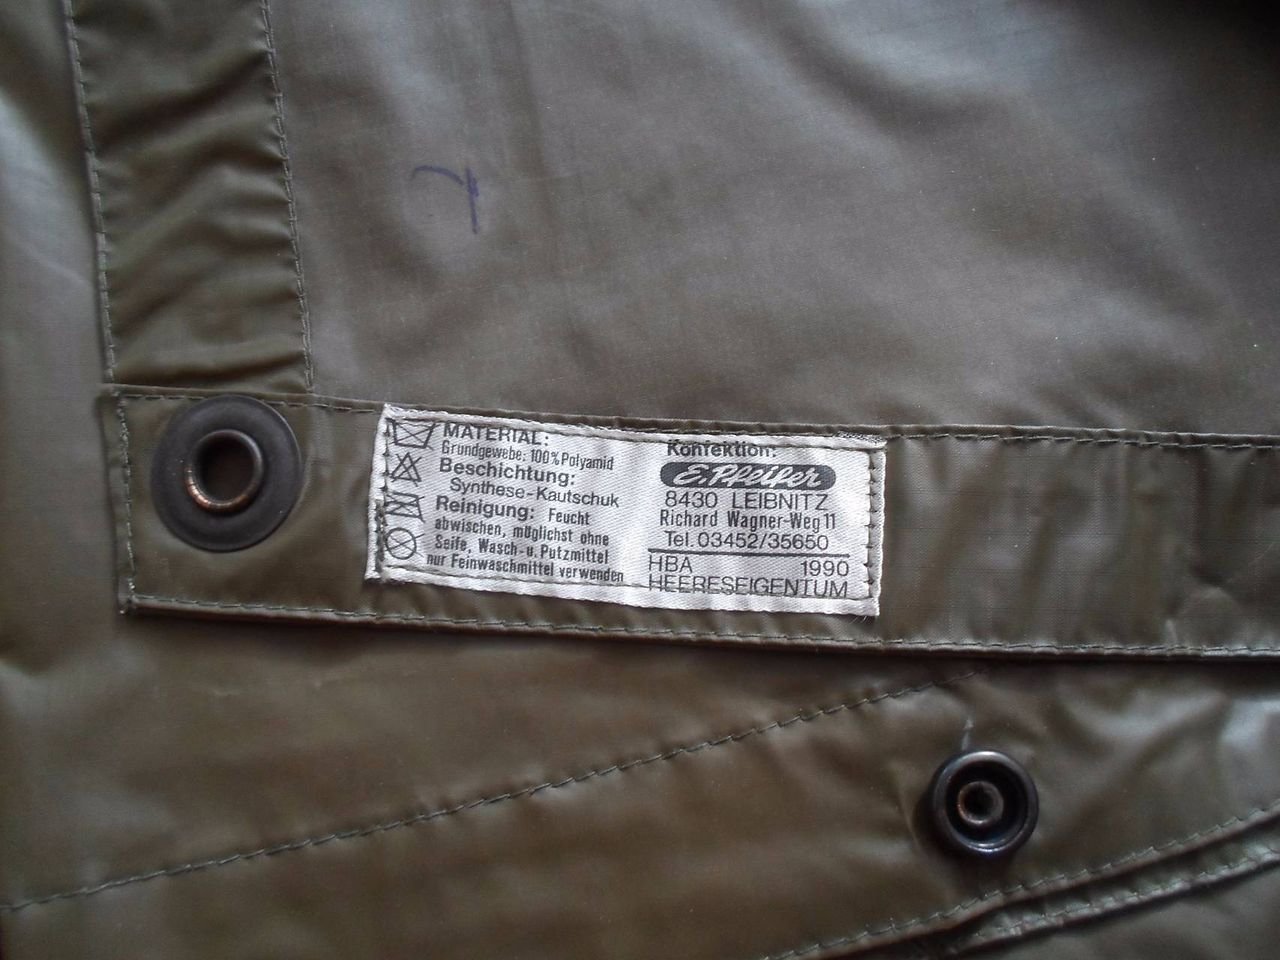 MATERIAL:
Grundgewebe: 100% Polyamid
Beschichtung:
Synthese-Kautschuk
Reinigung: Feucht
abwischen, möglichst ohne
Seife, Wasch-u. Putzmittel
nur Feinwaschmittel verwenden
Konfektion:
E. Pfeifer
8430 LEIBNITZ
Richard Wagner-Weg 11
Tel. 03452/35650
HBA 1990
HEERESEIGENTUM